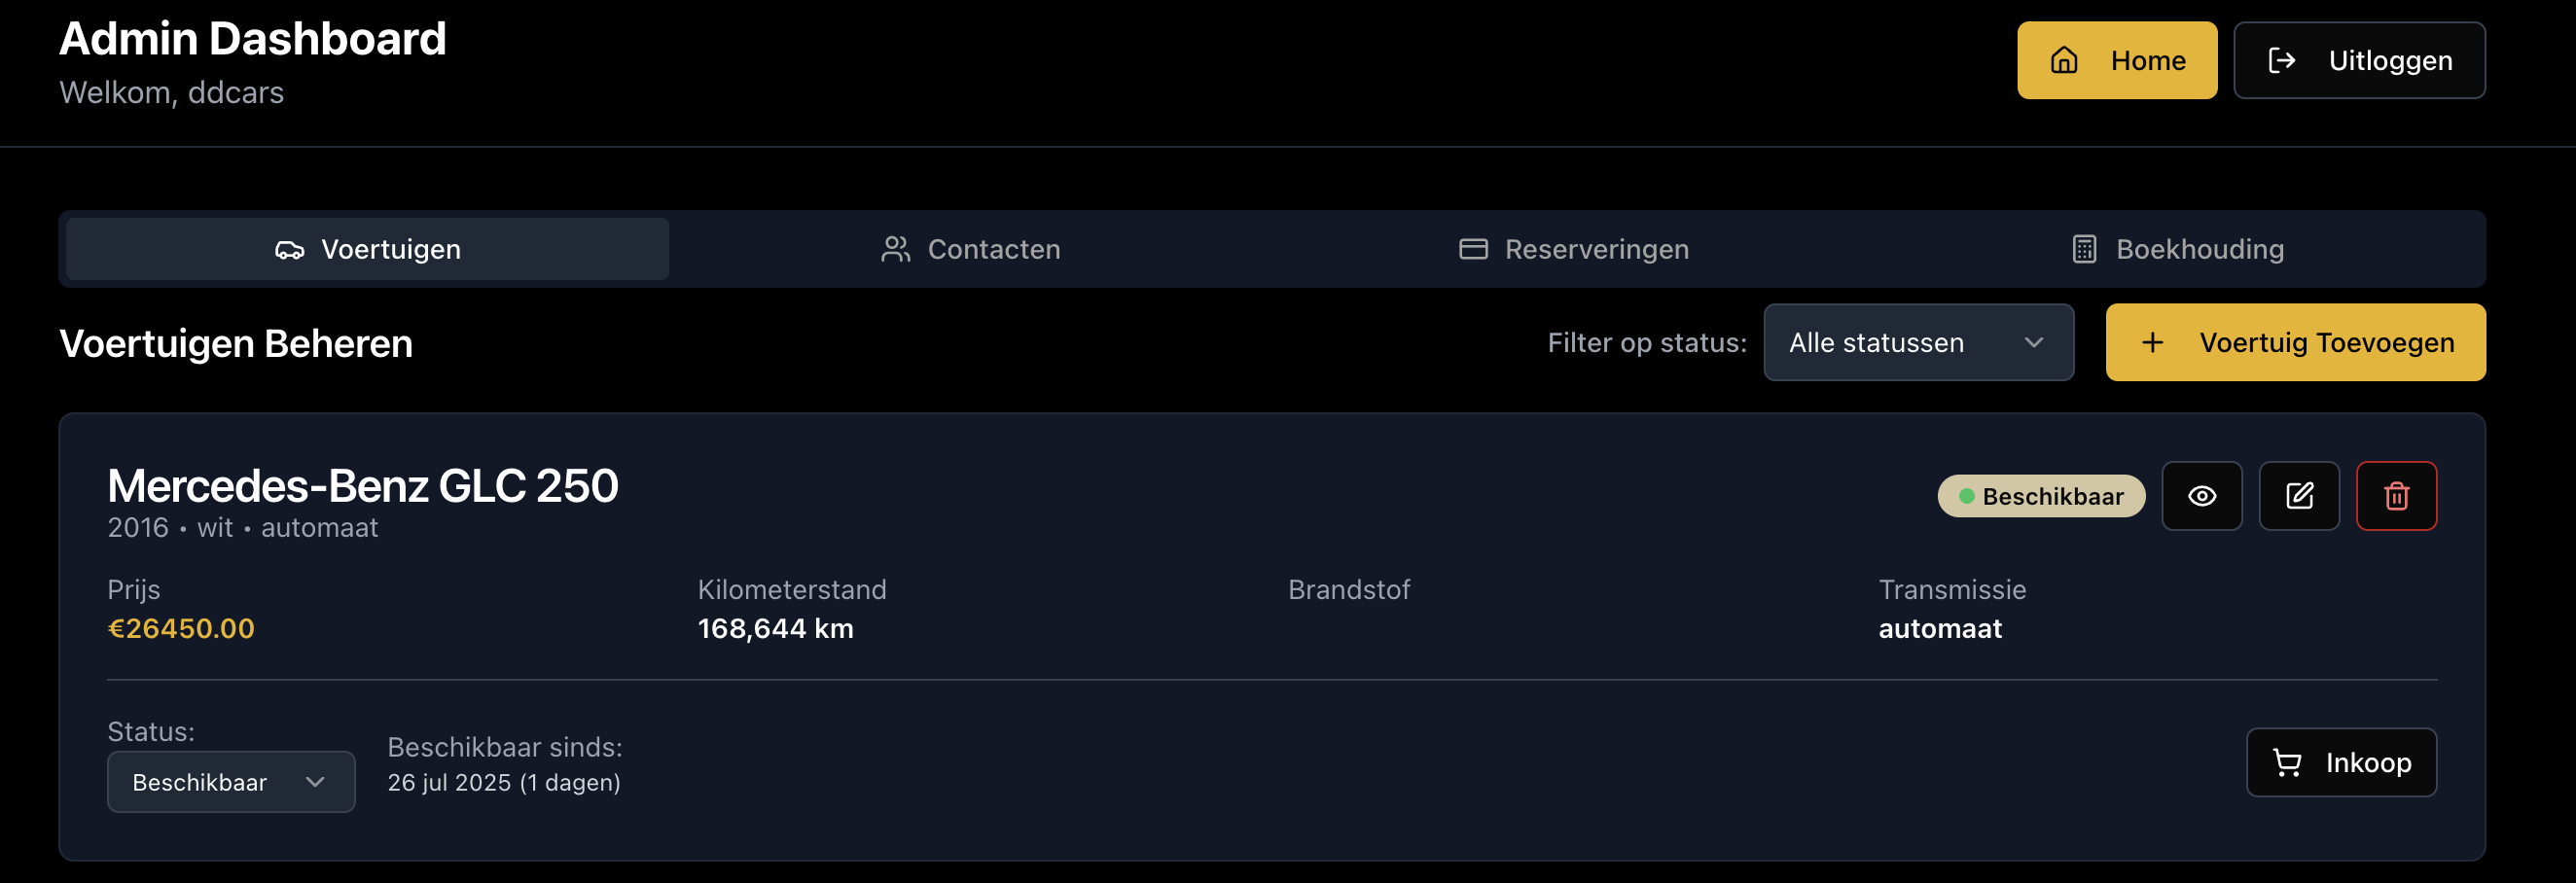 Admin Dashboard
Welkom, ddcars
Home
Uitloggen
Voertuigen
Contacten
Reserveringen
Boekhouding
Voertuigen Beheren
Filter op status:
Alle statussen
Voertuig Toevoegen
Mercedes-Benz GLC 250
2016 • wit • automaat
Beschikbaar
Prijs
€26450.00
Kilometerstand
168,644 km
Brandstof
Transmissie
automaat
Status:
Beschikbaar
Beschikbaar sinds:
26 jul 2025 (1 dagen)
Inkoop